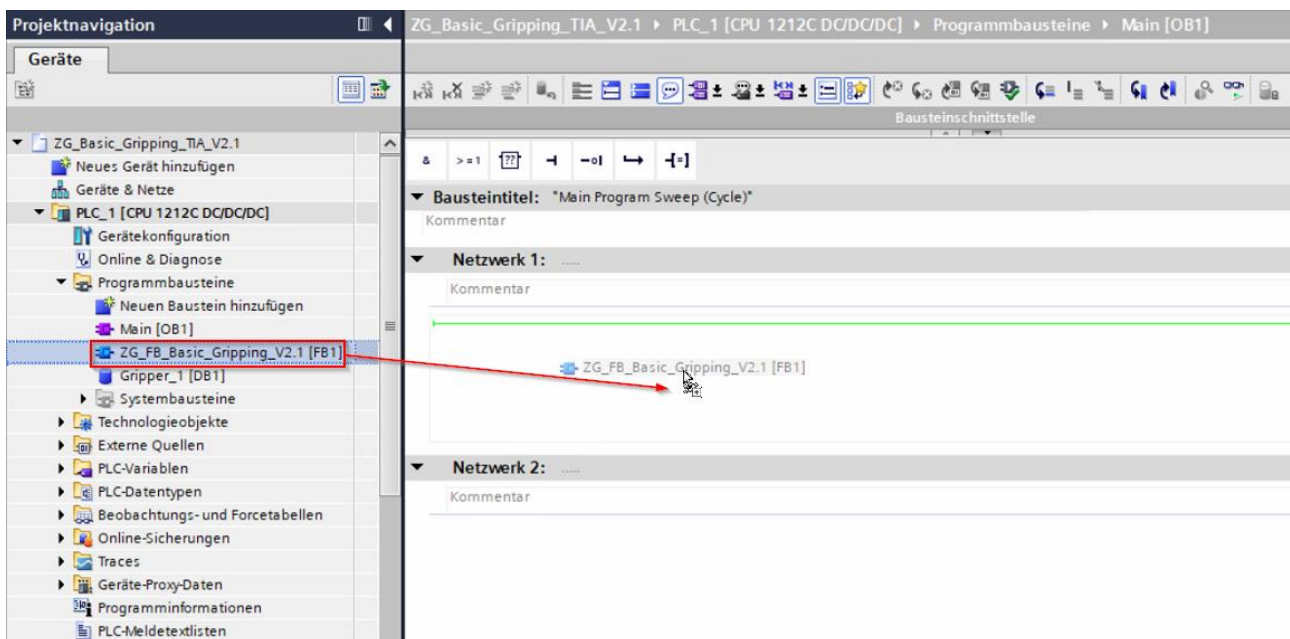 Projektnavigation
Geräte
ZG_Basic_Gripping_TIA_V2.1
Neues Gerät hinzufügen
Geräte & Netze
PLC_1 [CPU 1212C DC/DC/DC]
Gerätekonfiguration
Online & Diagnose
Programmbausteine
Neuen Baustein hinzufügen
Main [OB1]
ZG_FB_Basic_Gripping_V2.1 [FB1]
Gripper_1 [DB1]
Systembausteine
Technologieobjekte
Externe Quellen
PLC-Variablen
PLC-Datentypen
Beobachtungs- und Forcetabellen
Online-Sicherungen
Traces
Geräte-Proxy-Daten
Programminformationen
PLC-Meldetextlisten
ZG_Basic_Gripping_TIA_V2.1 ▸ PLC_1 [CPU 1212C DC/DC/DC] ▸ Programmbausteine ▸ Main [OB1]
Bausteinschnittstelle
& >=1 ?? -o| -[=]
Bausteintitel: "Main Program Sweep (Cycle)"
Kommentar
Netzwerk 1: .....
Kommentar
ZG_FB_Basic_Gripping_V2.1 [FB1]
Netzwerk 2: .....
Kommentar